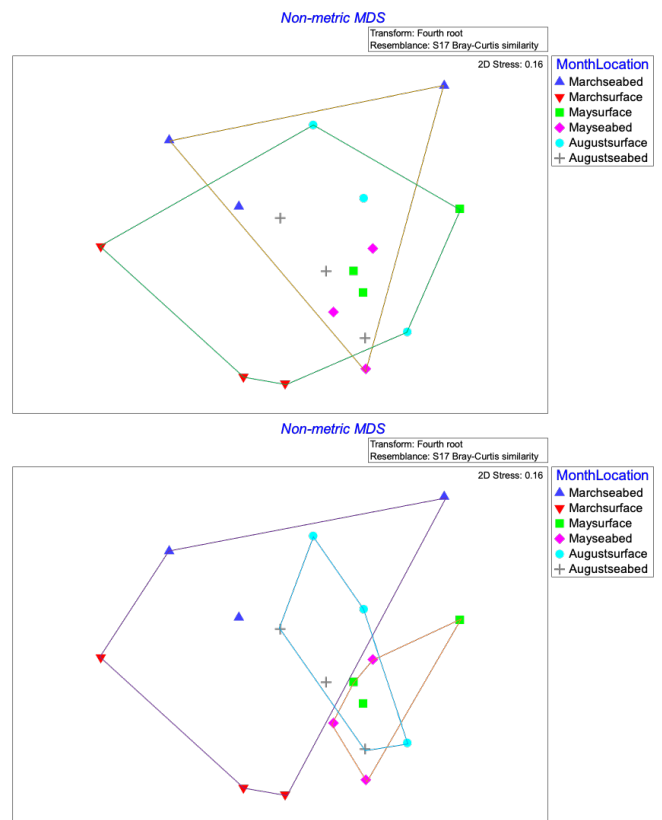 Non-metric MDS
Transform: Fourth root
Resemblance: S17 Bray-Curtis similarity
2D Stress: 0.16
MonthLocation
Marchseabed
Marchsurface
Maysurface
Mayseabed
Augustsurface
Augustseabed
Non-metric MDS
Transform: Fourth root
Resemblance: S17 Bray-Curtis similarity
2D Stress: 0.16
MonthLocation
Marchseabed
Marchsurface
Maysurface
Mayseabed
Augustsurface
Augustseabed